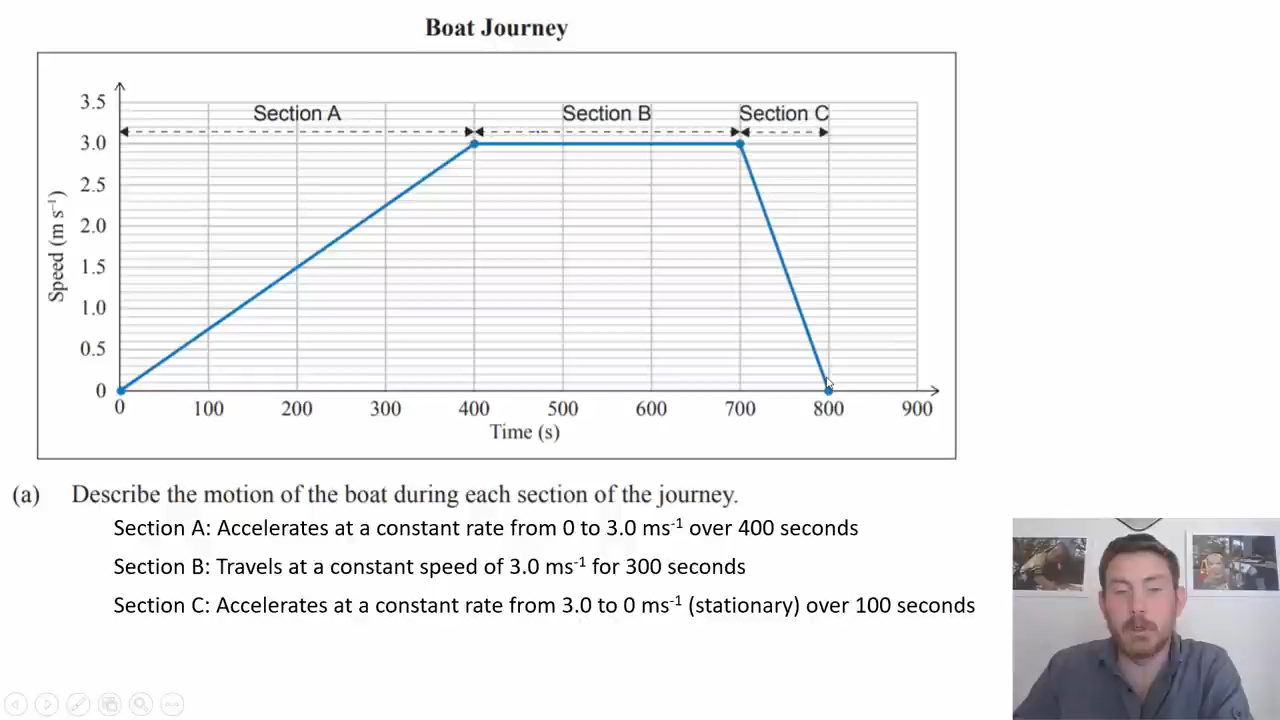 Boat Journey
Section A Section B Section C
3.5
3.0
2.5
2.0
1.5
1.0
0.5
0
Speed (m s⁻¹)
0 100 200 300 400 500 600 700 800 900
Time (s)
(a) Describe the motion of the boat during each section of the journey.
Section A: Accelerates at a constant rate from 0 to 3.0 ms⁻¹ over 400 seconds
Section B: Travels at a constant speed of 3.0 ms⁻¹ for 300 seconds
Section C: Accelerates at a constant rate from 3.0 to 0 ms⁻¹ (stationary) over 100 seconds